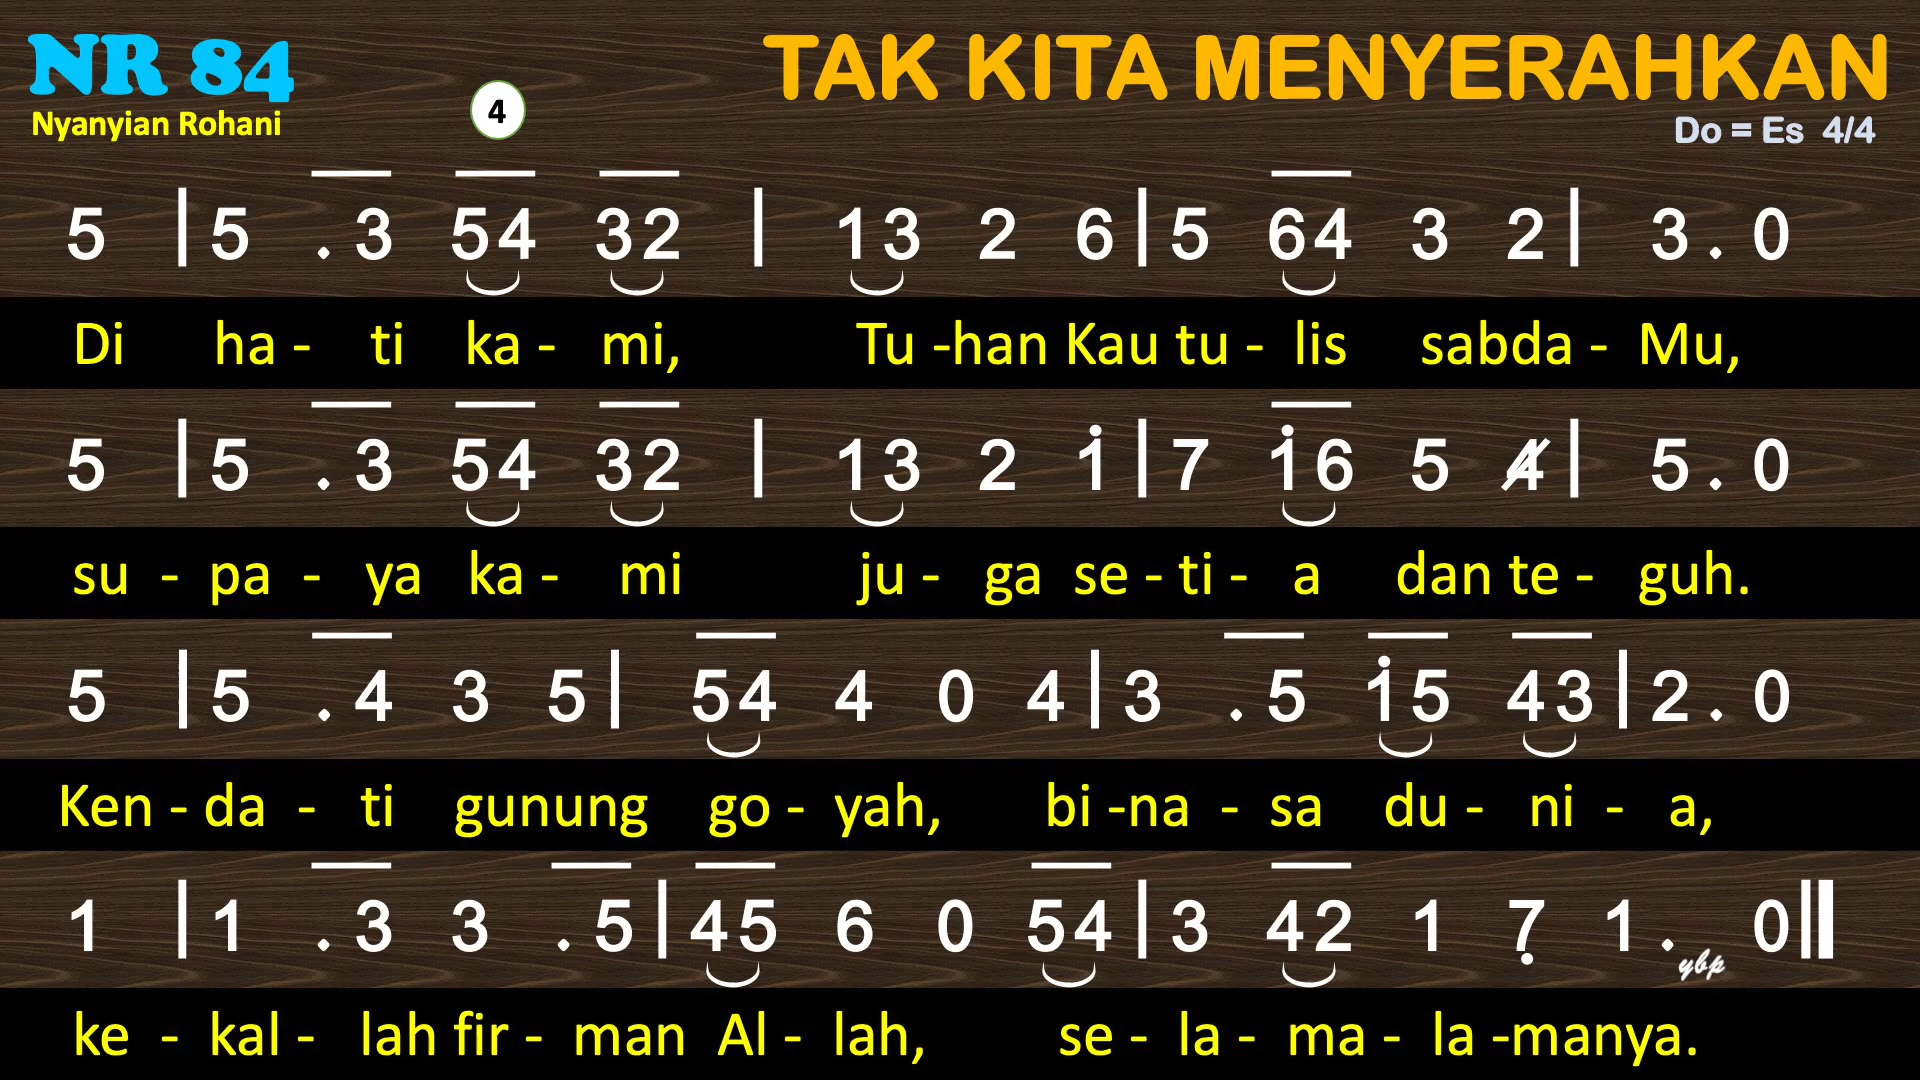 NR 84
TAK KITA MENYERAHKAN
Nyanyian Rohani
4
Do = Es 4/4
5 | 5 . 3 54 32 | 13 2 6 | 5 64 3 2 | 3 . 0
Di ha - ti ka - mi, Tu -han Kau tu - lis sabda - Mu,
5 | 5 . 3 54 32 | 13 2 1̇ | 7 1̇6 5 4̸ | 5 . 0
su - pa - ya ka - mi ju - ga se - ti - a dan te - guh.
5 | 5 . 4 3 5 | 54 4 0 4 | 3 . 5 1̇5 43 | 2 . 0
Ken - da - ti gunung go - yah, bi -na - sa du - ni - a,
1 | 1 . 3 3 . 5 | 45 6 0 54 | 3 42 1 7̣ 1 . 0 ||
ybp
ke - kal - lah fir - man Al - lah, se - la - ma - la -manya.